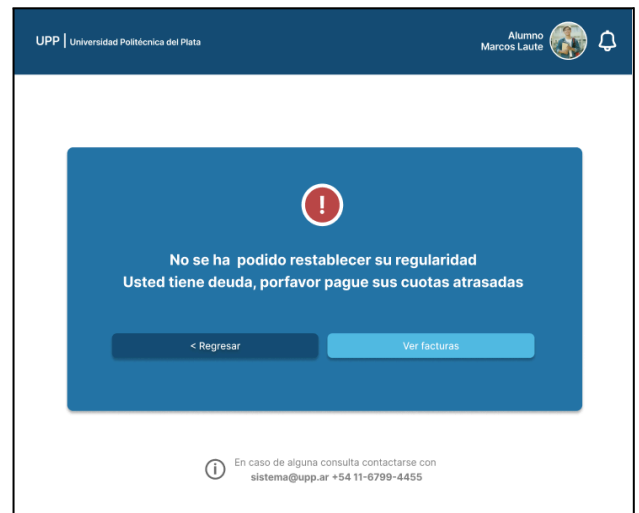 UPP | Universidad Politécnica del Plata
Alumno
Marcos Laute
!
No se ha podido restablecer su regularidad
Usted tiene deuda, porfavor pague sus cuotas atrasadas
< Regresar
Ver facturas
En caso de alguna consulta contactarse con
sistema@upp.ar +54 11-6799-4455